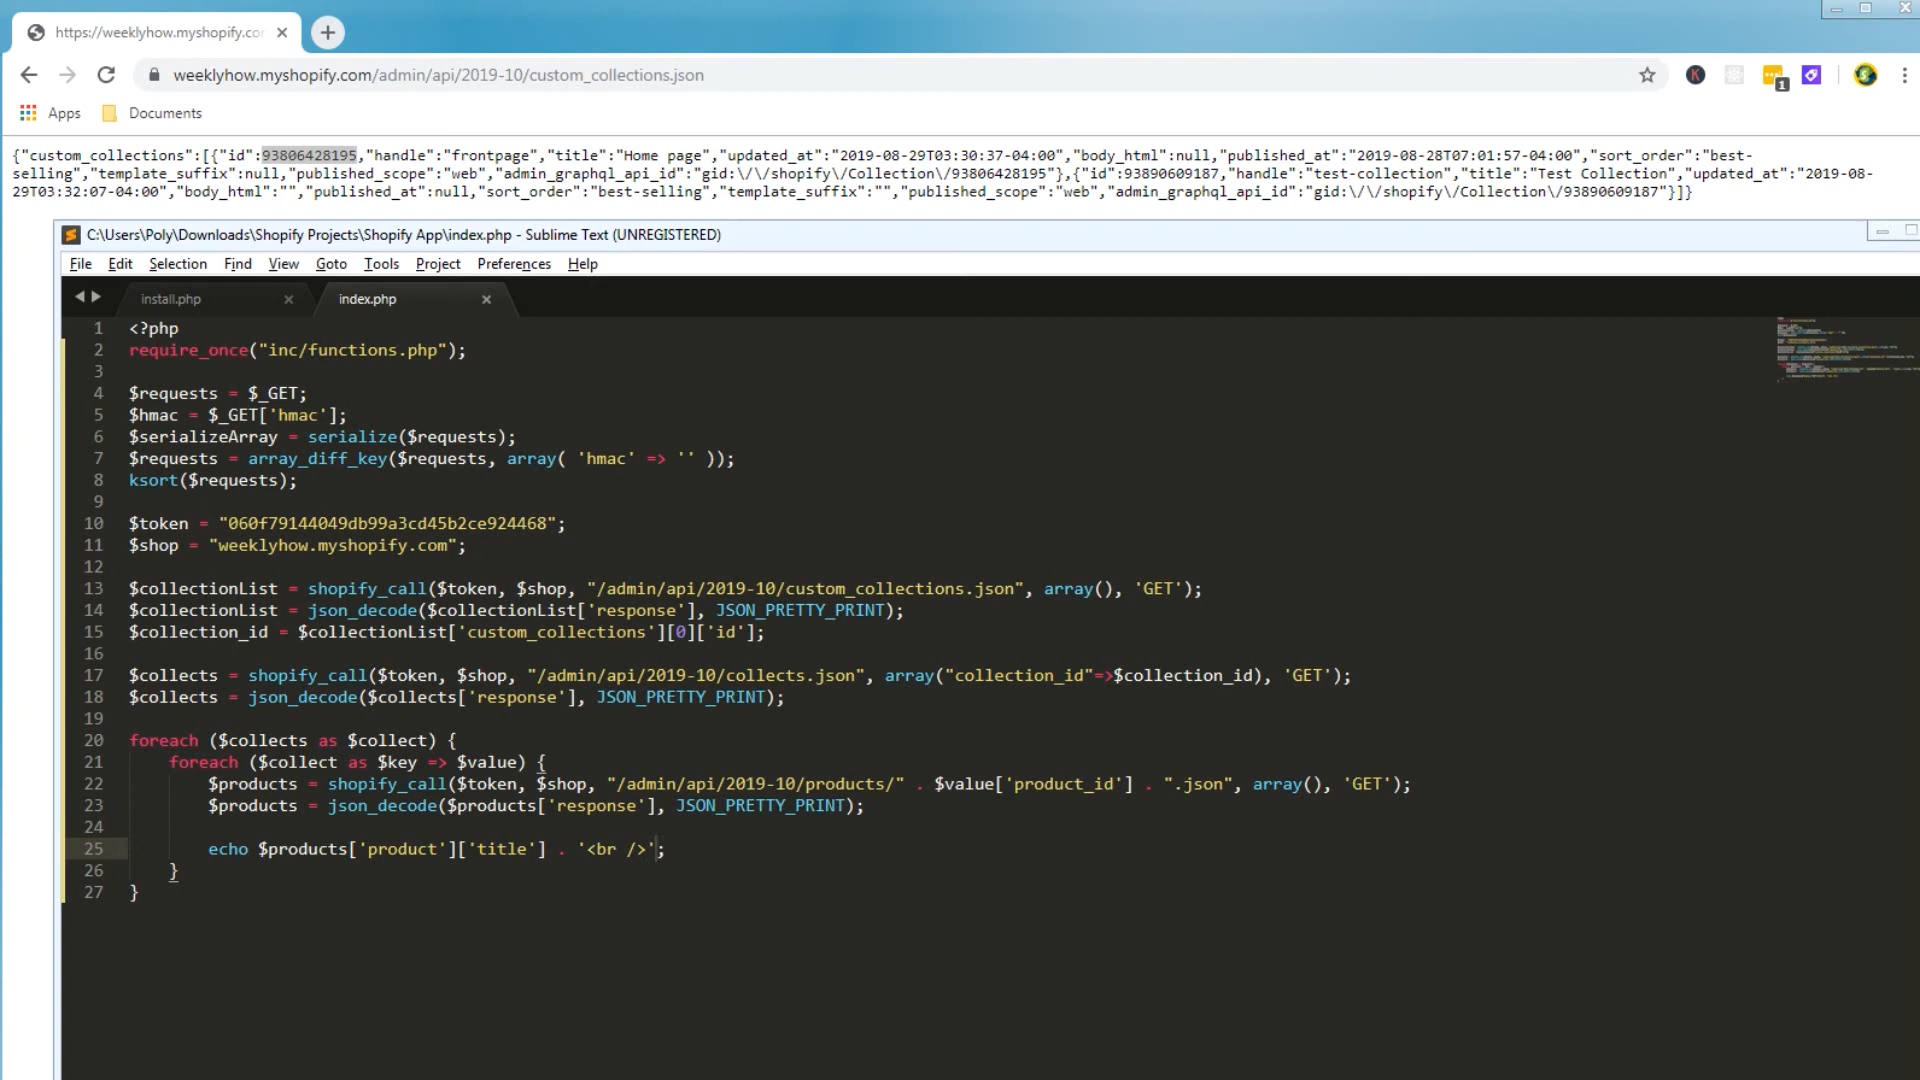 https://weeklyhow.myshopify.co
weeklyhow.myshopify.com/admin/api/2019-10/custom_collections.json
K
1
S
Apps
Documents
{"custom_collections":[{"id":93806428195,"handle":"frontpage","title":"Home page","updated_at":"2019-08-29T03:30:37-04:00","body_html":null,"published_at":"2019-08-28T07:01:57-04:00","sort_order":"best-
selling","template_suffix":null,"published_scope":"web","admin_graphql_api_id":"gid:\/\/shopify\/Collection\/93806428195"},{"id":93890609187,"handle":"test-collection","title":"Test Collection","updated_at":"2019-08-
29T03:32:07-04:00","body_html":"","published_at":null,"sort_order":"best-selling","template_suffix":"","published_scope":"web","admin_graphql_api_id":"gid:\/\/shopify\/Collection\/93890609187"}]}
C:\Users\Poly\Downloads\Shopify Projects\Shopify App\index.php - Sublime Text (UNREGISTERED)
File Edit Selection Find View Goto Tools Project Preferences Help
install.php
index.php
1 <?php
2 require_once("inc/functions.php");
3
4 $requests = $_GET;
5 $hmac = $_GET['hmac'];
6 $serializeArray = serialize($requests);
7 $requests = array_diff_key($requests, array( 'hmac' => '' ));
8 ksort($requests);
9
10 $token = "060f79144049db99a3cd45b2ce924468";
11 $shop = "weeklyhow.myshopify.com";
12
13 $collectionList = shopify_call($token, $shop, "/admin/api/2019-10/custom_collections.json", array(), 'GET');
14 $collectionList = json_decode($collectionList['response'], JSON_PRETTY_PRINT);
15 $collection_id = $collectionList['custom_collections'][0]['id'];
16
17 $collects = shopify_call($token, $shop, "/admin/api/2019-10/collects.json", array("collection_id"=>$collection_id), 'GET');
18 $collects = json_decode($collects['response'], JSON_PRETTY_PRINT);
19
20 foreach ($collects as $collect) {
21 foreach ($collect as $key => $value) {
22 $products = shopify_call($token, $shop, "/admin/api/2019-10/products/" . $value['product_id'] . ".json", array(), 'GET');
23 $products = json_decode($products['response'], JSON_PRETTY_PRINT);
24
25 echo $products['product']['title'] . '<br />';
26 }
27 }